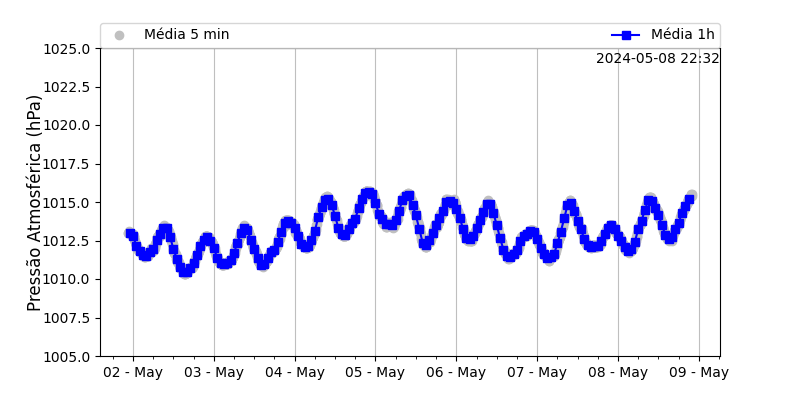 Média 5 min
Média 1h
2024-05-08 22:32
Pressão Atmosférica (hPa)
1025.0
1022.5
1020.0
1017.5
1015.0
1012.5
1010.0
1007.5
1005.0
02 - May
03 - May
04 - May
05 - May
06 - May
07 - May
08 - May
09 - May